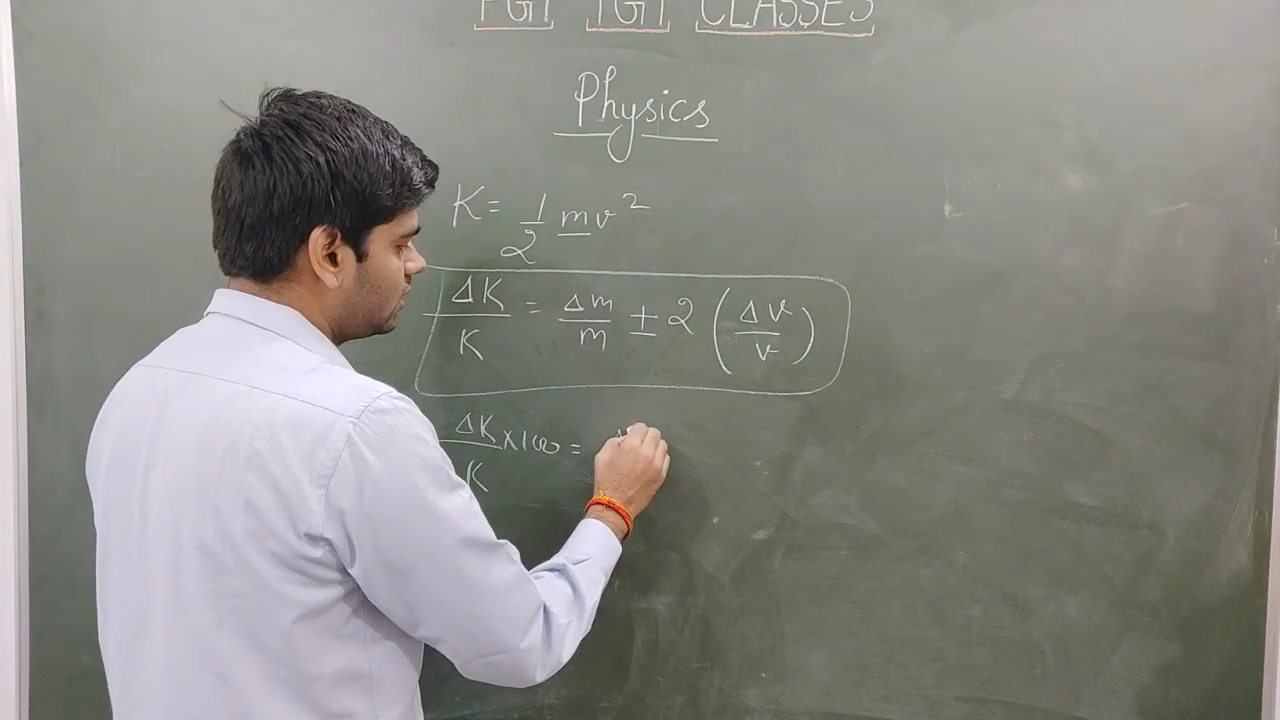 PGT TGT CLASSES
Physics
K = 1/2 mv²
ΔK/K = Δm/m ± 2 (Δv/v)
ΔK/K ×100 =